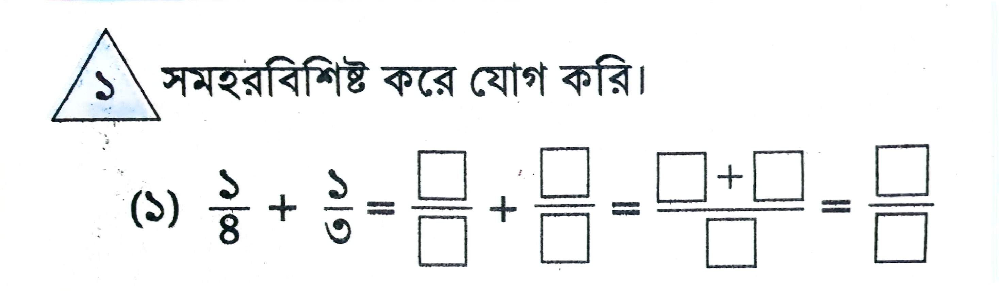 ১ সমহরবিশিষ্ট করে যোগ করি।
(১) ১/৪ + ১/৩ = □/□ + □/□ = □ + □/□ = □/□